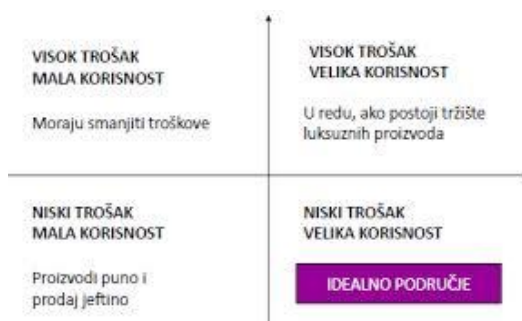 VISOK TROŠAK
MALA KORISNOST
Moraju smanjiti troškove
VISOK TROŠAK
VELIKA KORISNOST
U redu, ako postoji tržište
luksuznih proizvoda
NISKI TROŠAK
MALA KORISNOST
Proizvodi puno i
prodaj jeftino
NISKI TROŠAK
VELIKA KORISNOST
IDEALNO PODRUČJE